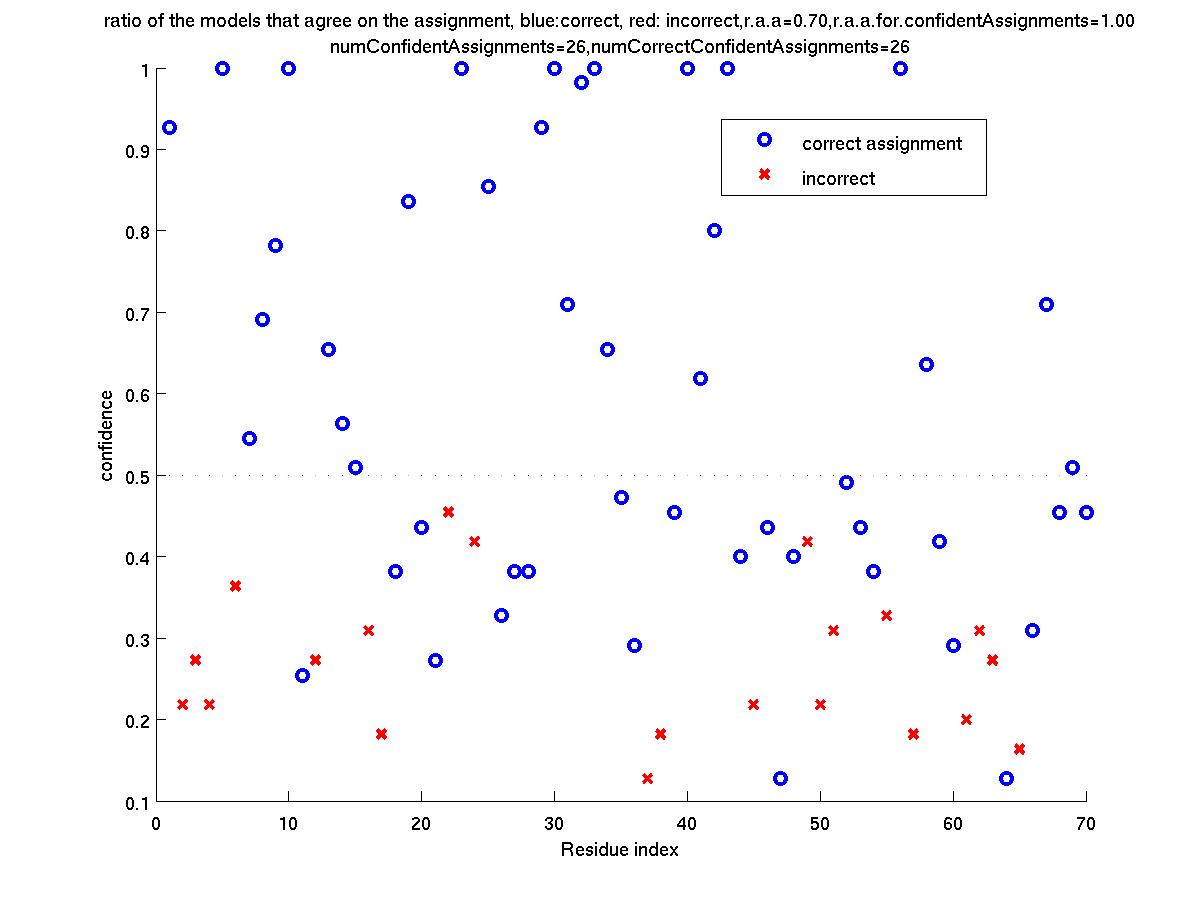 ratio of the models that agree on the assignment, blue:correct, red: incorrect,r.a.a=0.70,r.a.a.for.confidentAssignments=1.00
numConfidentAssignments=26,numCorrectConfidentAssignments=26
1
0.9
0.8
0.7
0.6
0.5
0.4
0.3
0.2
0.1
confidence
correct assignment
incorrect
0 10 20 30 40 50 60 70
Residue index